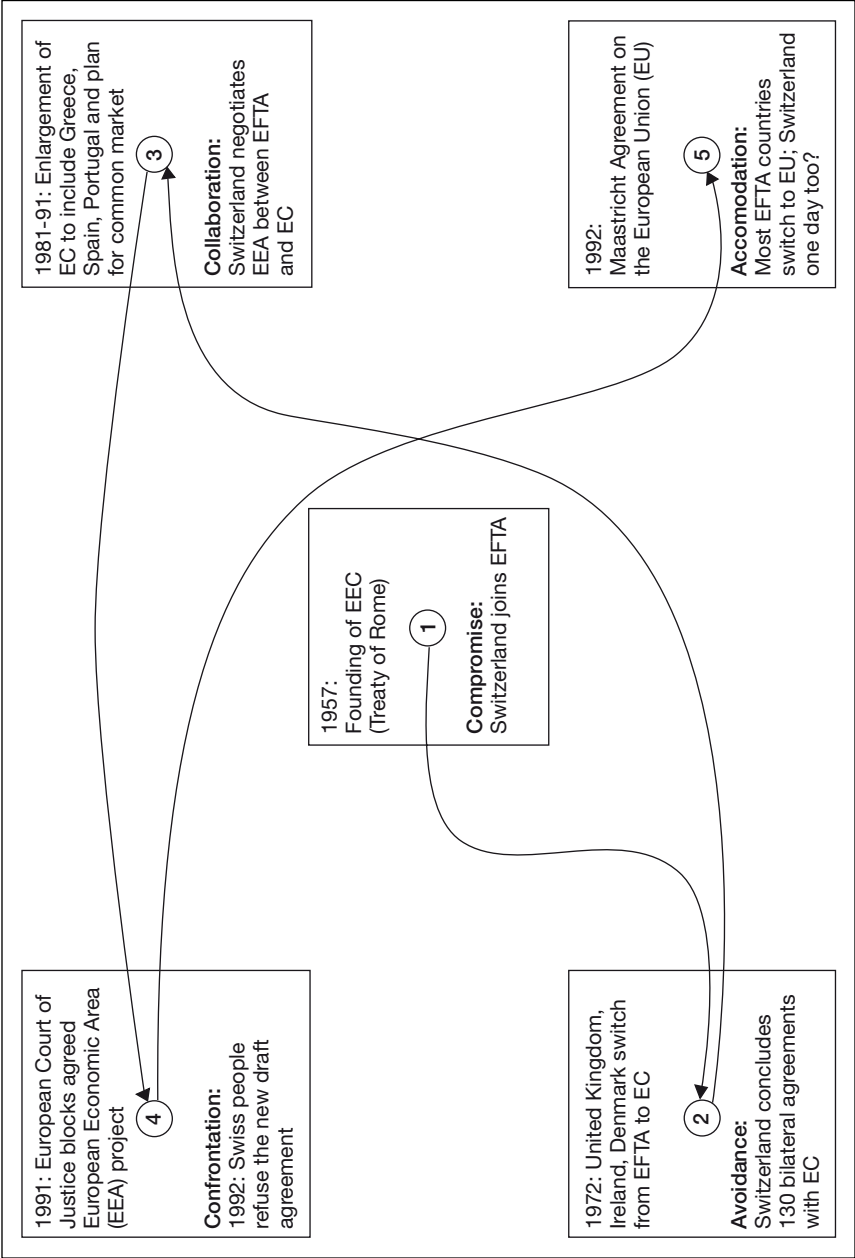 1991: European Court of
Justice blocks agreed
European Economic Area
(EEA) project
4
Confrontation:
1992: Swiss people
refuse the new draft
agreement
1981-91: Enlargement of
EC to include Greece,
Spain, Portugal and plan
for common market
3
Collaboration:
Switzerland negotiates
EEA between EFTA
and EC
1957:
Founding of EEC
(Treaty of Rome)
1
Compromise:
Switzerland joins EFTA
1972: United Kingdom,
Ireland, Denmark switch
from EFTA to EC
2
Avoidance:
Switzerland concludes
130 bilateral agreements
with EC
1992:
Maastricht Agreement on
the European Union (EU)
5
Accomodation:
Most EFTA countries
switch to EU; Switzerland
one day too?